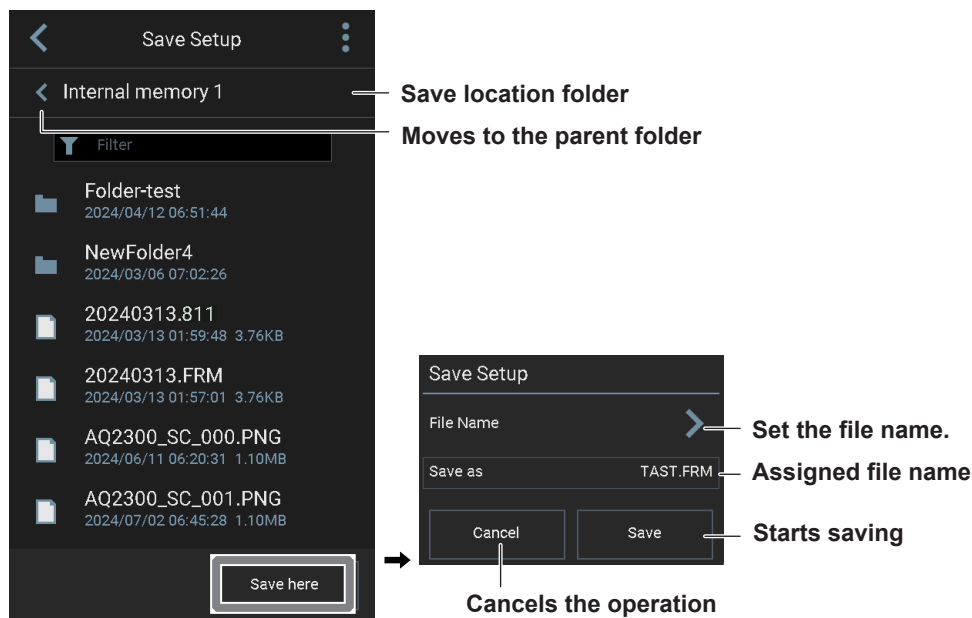 Save Setup
Internal memory 1
Save location folder
Moves to the parent folder
Filter
Folder-test
2024/04/12 06:51:44
NewFolder4
2024/03/06 07:02:26
20240313.811
2024/03/13 01:59:48 3.76KB
20240313.FRM
2024/03/13 01:57:01 3.76KB
AQ2300_SC_000.PNG
2024/06/11 06:20:31 1.10MB
AQ2300_SC_001.PNG
2024/07/02 06:45:28 1.10MB
Save here
Save Setup
File Name
Set the file name.
Save as TAST.FRM
Assigned file name
Cancel Save
Starts saving
Cancels the operation